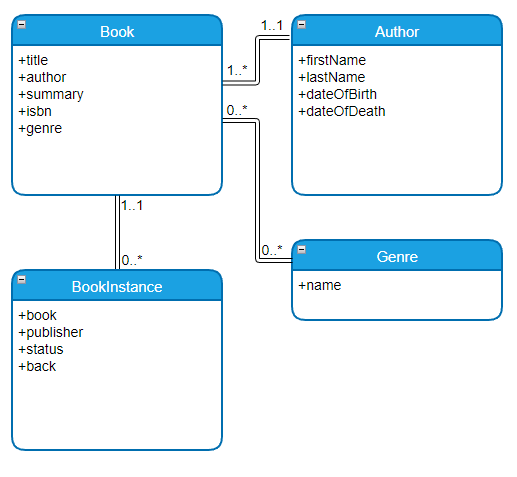 Book
+title
+author
+summary
+isbn
+genre
1..1
1..*
0..*
Author
+firstName
+lastName
+dateOfBirth
+dateOfDeath
1..1
0..*
0..*
Genre
+name
BookInstance
+book
+publisher
+status
+back